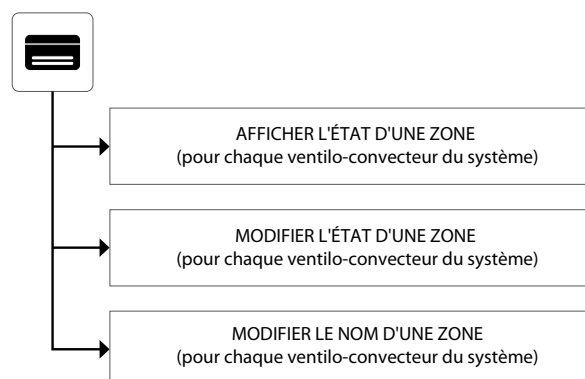 AFFICHER L'ÉTAT D'UNE ZONE
(pour chaque ventilo-convecteur du système)
MODIFIER L'ÉTAT D'UNE ZONE
(pour chaque ventilo-convecteur du système)
MODIFIER LE NOM D'UNE ZONE
(pour chaque ventilo-convecteur du système)